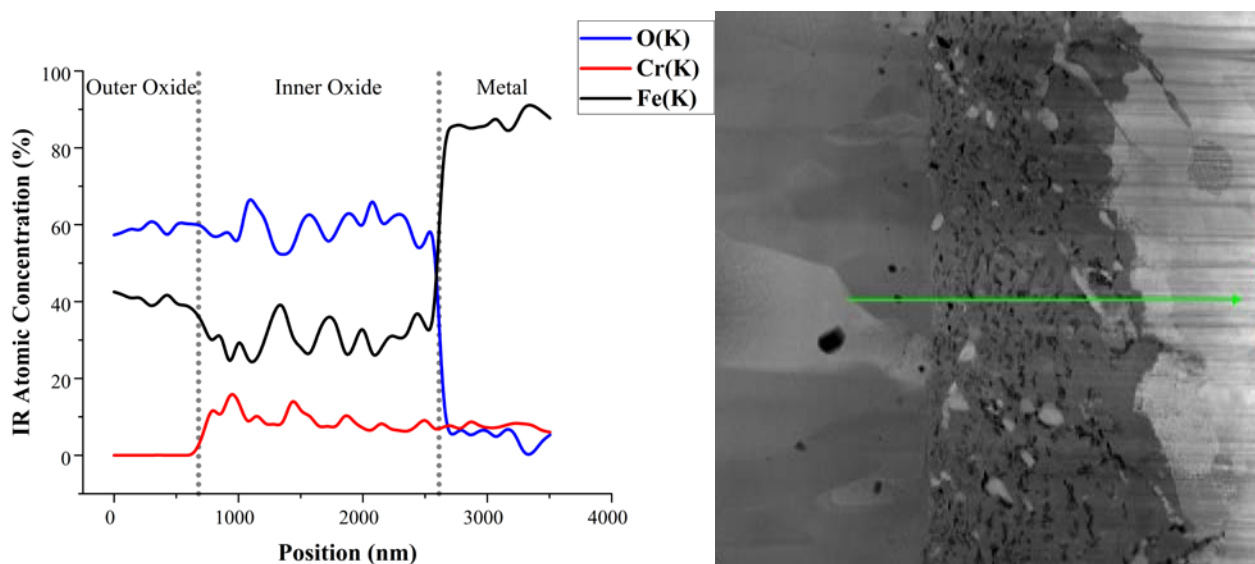 O(K)
Cr(K)
Fe(K)
Outer Oxide
Inner Oxide
Metal
IR Atomic Concentration (%)
100
80
60
40
20
0
0
1000
2000
3000
4000
Position (nm)